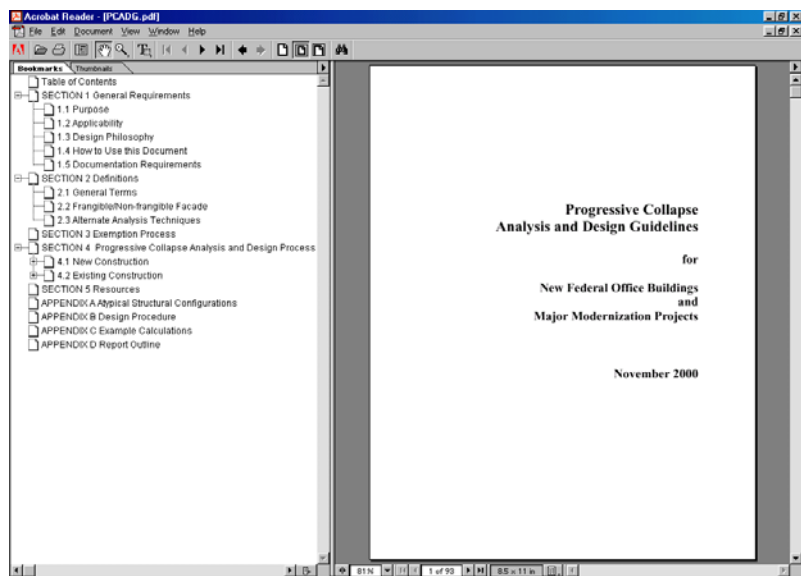 Acrobat Reader - [PCADG.pdf]
File Edit Document View Window Help
Bookmarks Thumbnails
Table of Contents
SECTION 1 General Requirements
1.1 Purpose
1.2 Applicability
1.3 Design Philosophy
1.4 How to Use this Document
1.5 Documentation Requirements
SECTION 2 Definitions
2.1 General Terms
2.2 Frangible/Non-frangible Facade
2.3 Alternate Analysis Techniques
SECTION 3 Exemption Process
SECTION 4 Progressive Collapse Analysis and Design Process
4.1 New Construction
4.2 Existing Construction
SECTION 5 Resources
APPENDIX A Atypical Structural Configurations
APPENDIX B Design Procedure
APPENDIX C Example Calculations
APPENDIX D Report Outline
Progressive Collapse
Analysis and Design Guidelines
for
New Federal Office Buildings
and
Major Modernization Projects
November 2000
81% 1 of 93 8.5 x 11 in